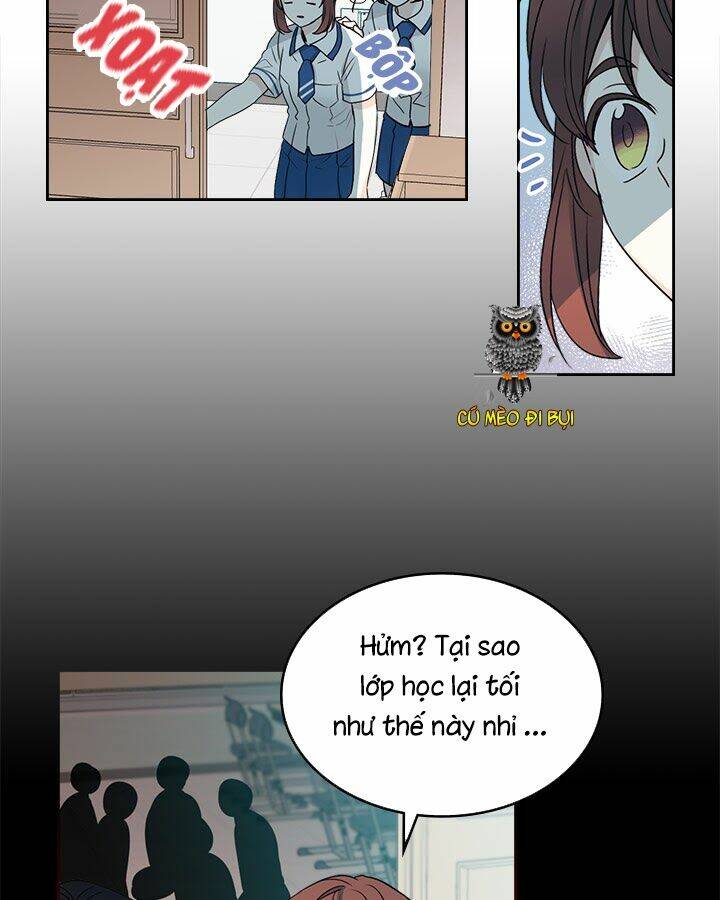 XOẠT
BỘP
CÚ MÈO ĐI BỤI
Hửm? Tại sao
lớp học lại tối
như thế này nhỉ ...